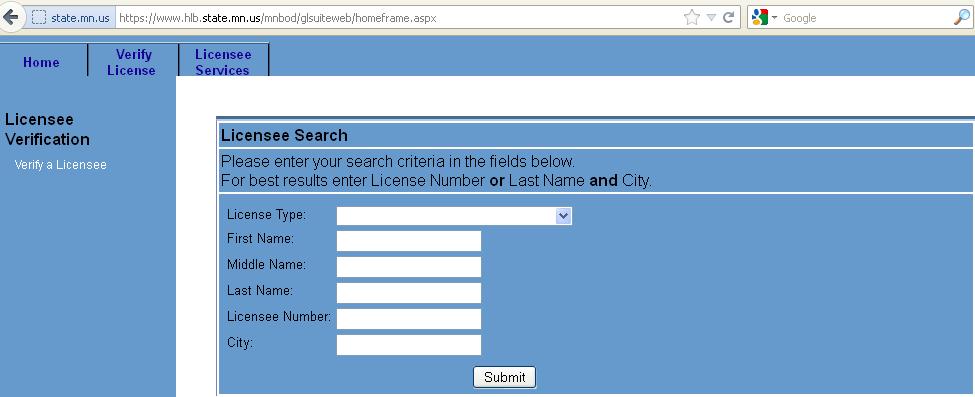 state.mn.us https://www.hlb.state.mn.us/mnbod/glsuiteweb/homeframe.aspx Google
Home
Verify License
Licensee Services
Licensee
Verification
Verify a Licensee
Licensee Search
Please enter your search criteria in the fields below.
For best results enter License Number or Last Name and City.
License Type:
First Name:
Middle Name:
Last Name:
Licensee Number:
City:
Submit